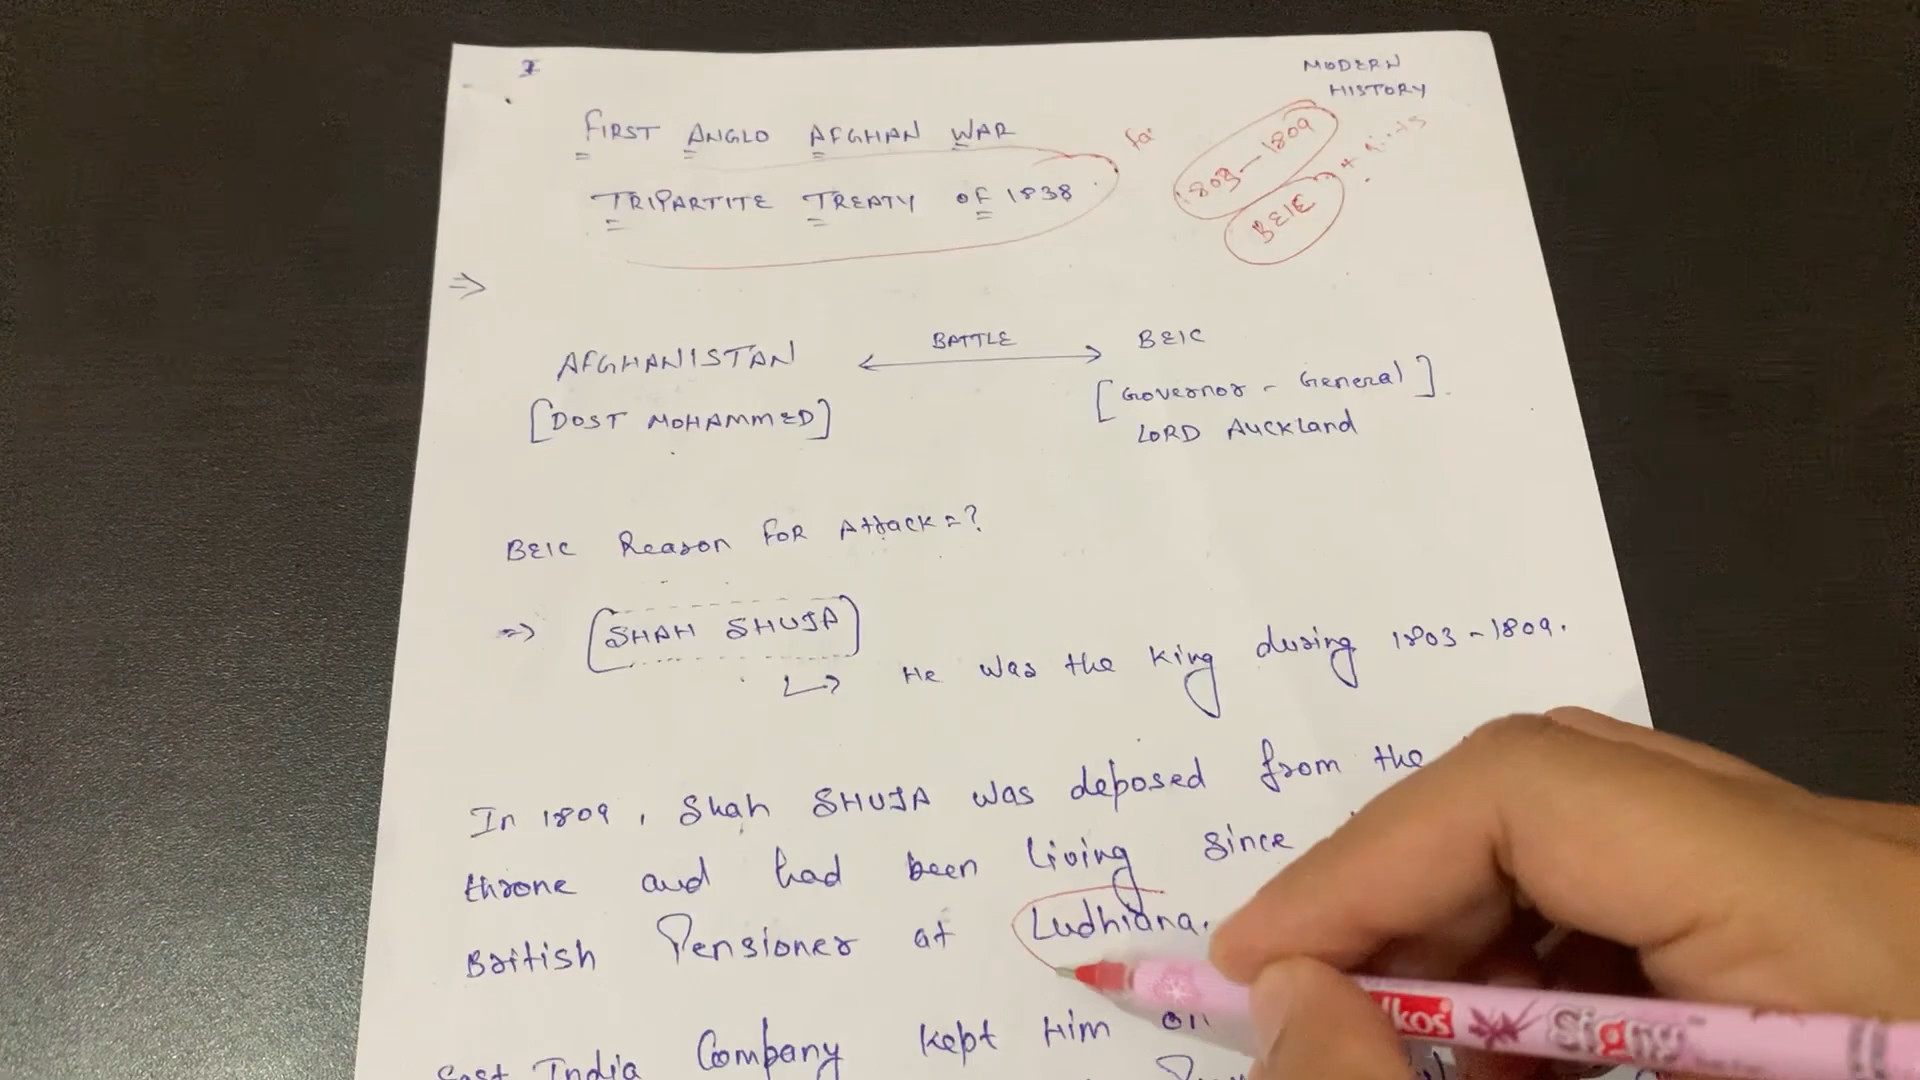 MODERN
HISTORY
FIRST ANGLO AFGHAN WAR
TRIPARTITE TREATY OF 1838
1803-1809
BEIC
AFGHANISTAN
BATTLE
BEIC
[DOST MOHAMMED]
[Governor - General]
LORD Auckland
BEIC Reason FOR Attack=?
=> [SHAH SHUJA]
He was the King during 1803-1809.
In 1809, Shah SHUJA was deposed from the
throne and had been living since
British Pensioner at Ludhiana.
East India Company kept Him on
lkos Signy